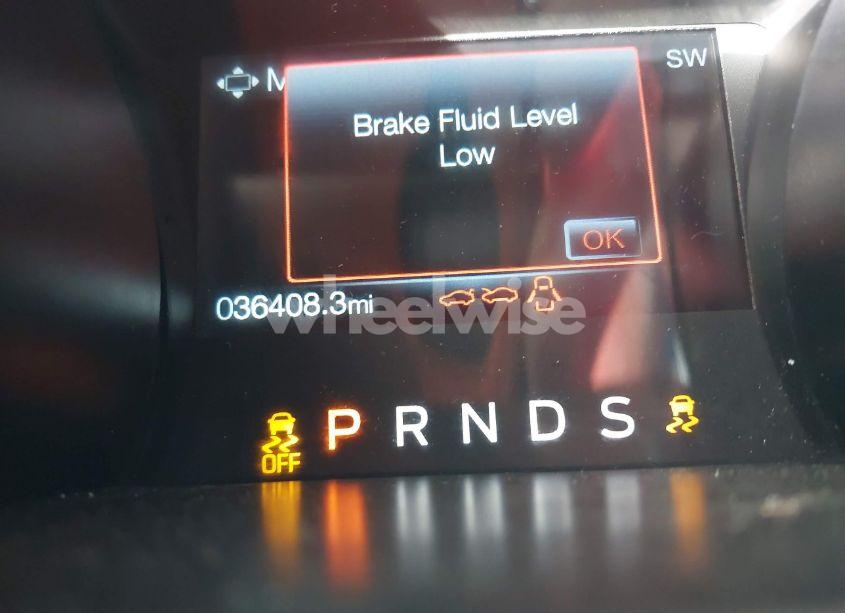 SW
M
Brake Fluid Level
Low
OK
036408.3mi
wheelwise
OFF P R N D S